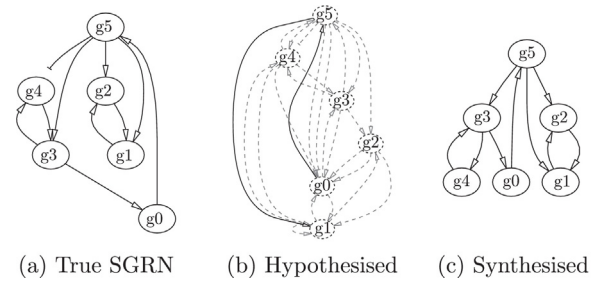 g5
g4
g2
g3
g1
g0
(a) True SGRN
g5
g4
g3
g2
g0
g1
(b) Hypothesised
g5
g3
g2
g4
g0
g1
(c) Synthesised